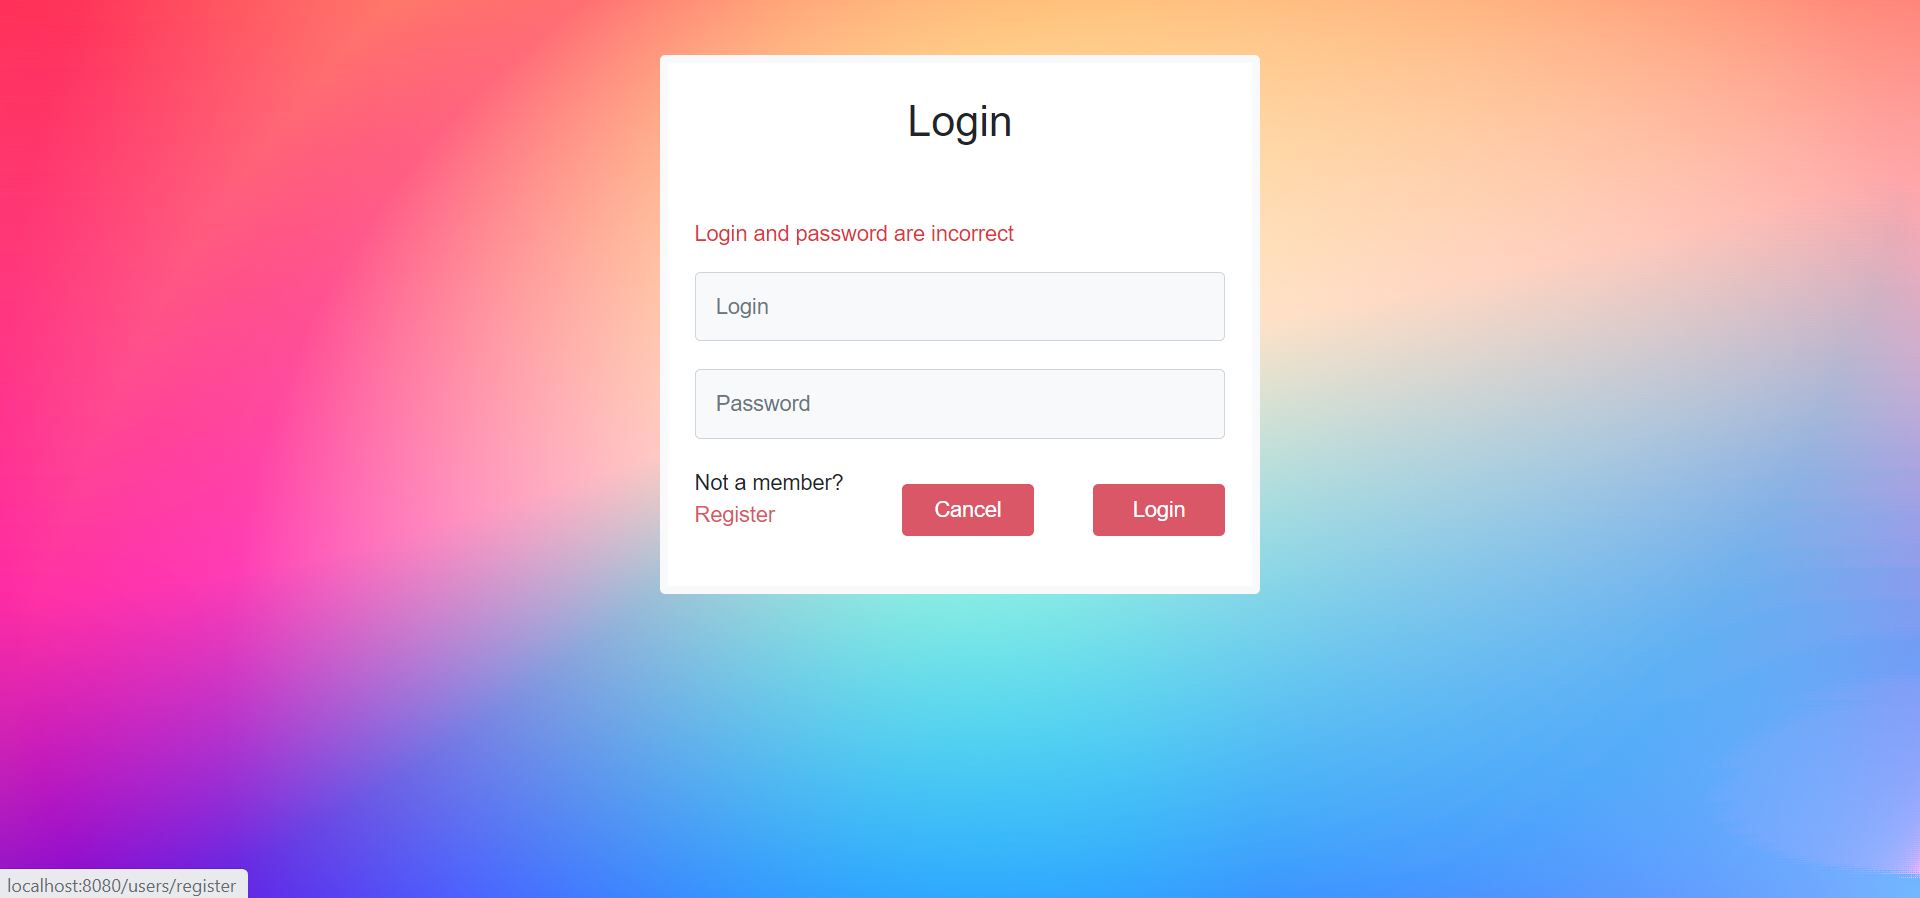 Login
Login and password are incorrect
Login
Password
Not a member?
Register
Cancel
Login
localhost:8080/users/register